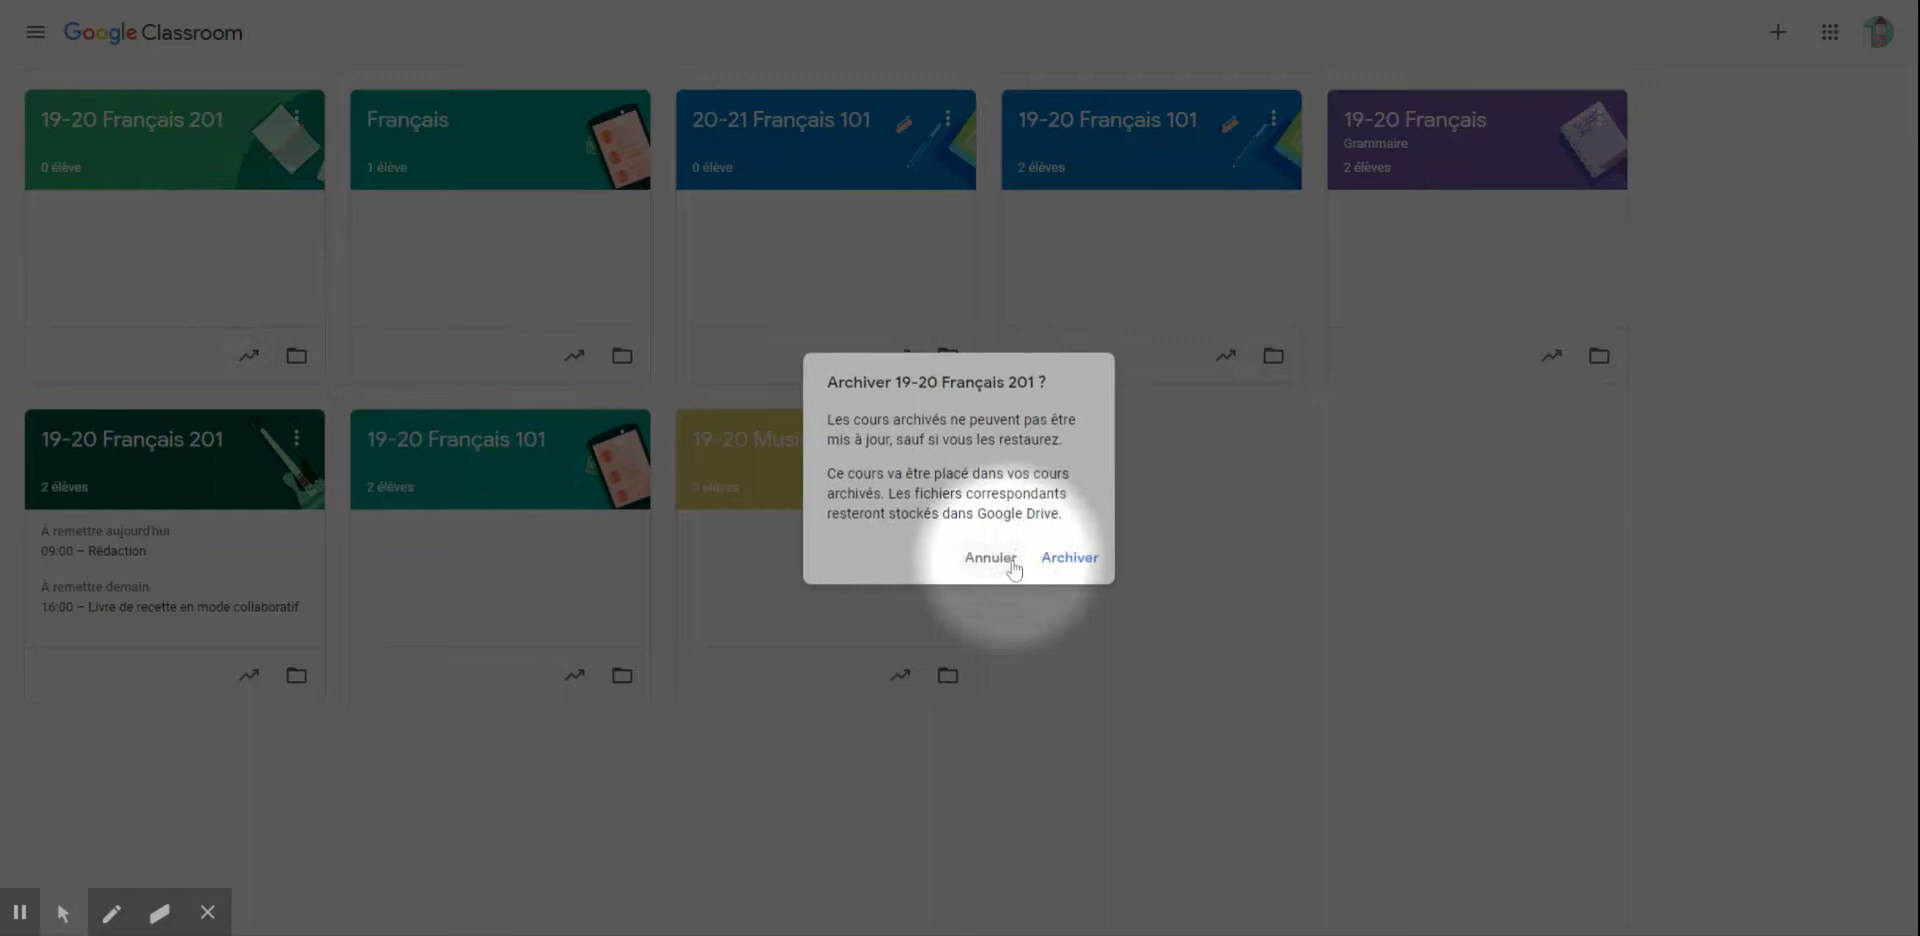 Google Classroom
19-20 Français 201
0 élève
Français
1 élève
20-21 Français 101
0 élève
19-20 Français 101
2 élèves
19-20 Français
Grammaire
2 élèves
19-20 Français 201
2 élèves
À remettre aujourd'hui
09:00 – Rédaction
À remettre demain
16:00 – Livre de recette en mode collaboratif
19-20 Français 101
2 élèves
19-20
élèves
Archiver 19-20 Français 201 ?
Les cours archivés ne peuvent pas être
mis à jour, sauf si vous les restaurez.
Ce cours va être placé dans vos cours
archivés. Les fichiers correspondants
resteront stockés dans Google Drive.
Annuler
Archiver